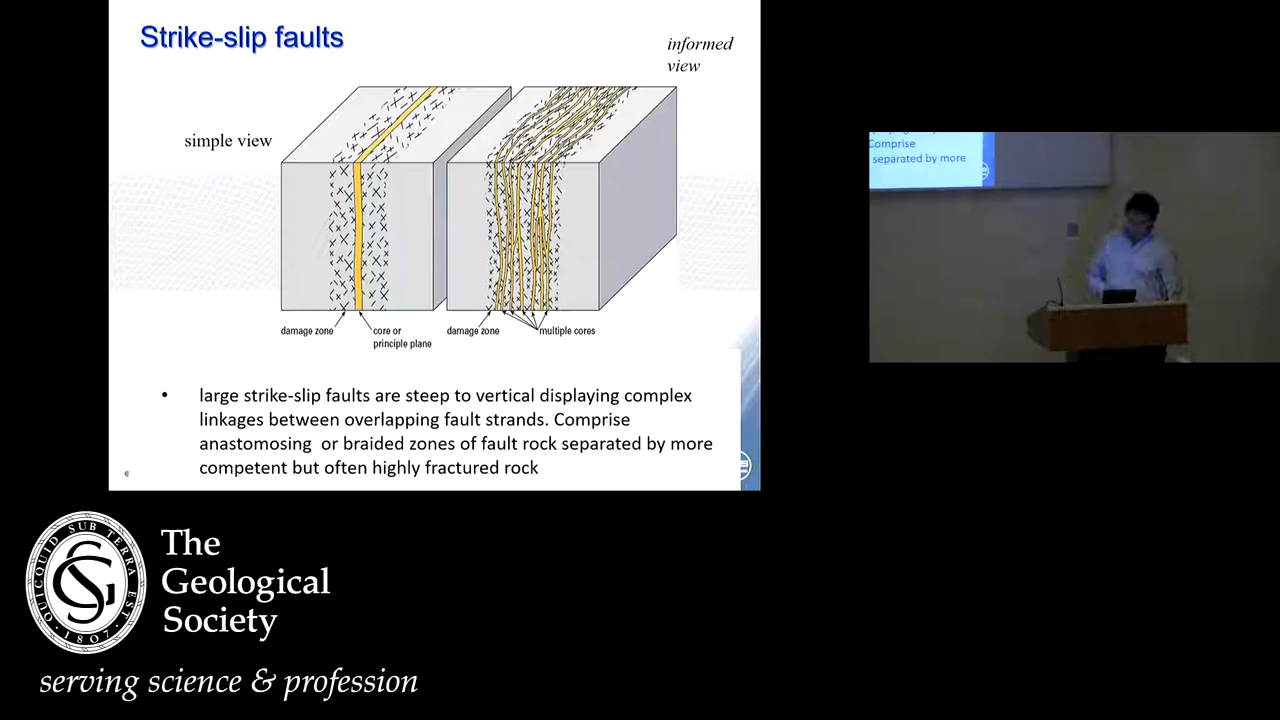 Strike-slip faults
informed
view
simple view
damage zone
core or
principle plane
damage zone
multiple cores
• large strike-slip faults are steep to vertical displaying complex
linkages between overlapping fault strands. Comprise
anastomosing or braided zones of fault rock separated by more
competent but often highly fractured rock
Comprise
separated by more
QUICQUID SUB TERRA EST
·1807·
GS
The
Geological
Society
serving science & profession